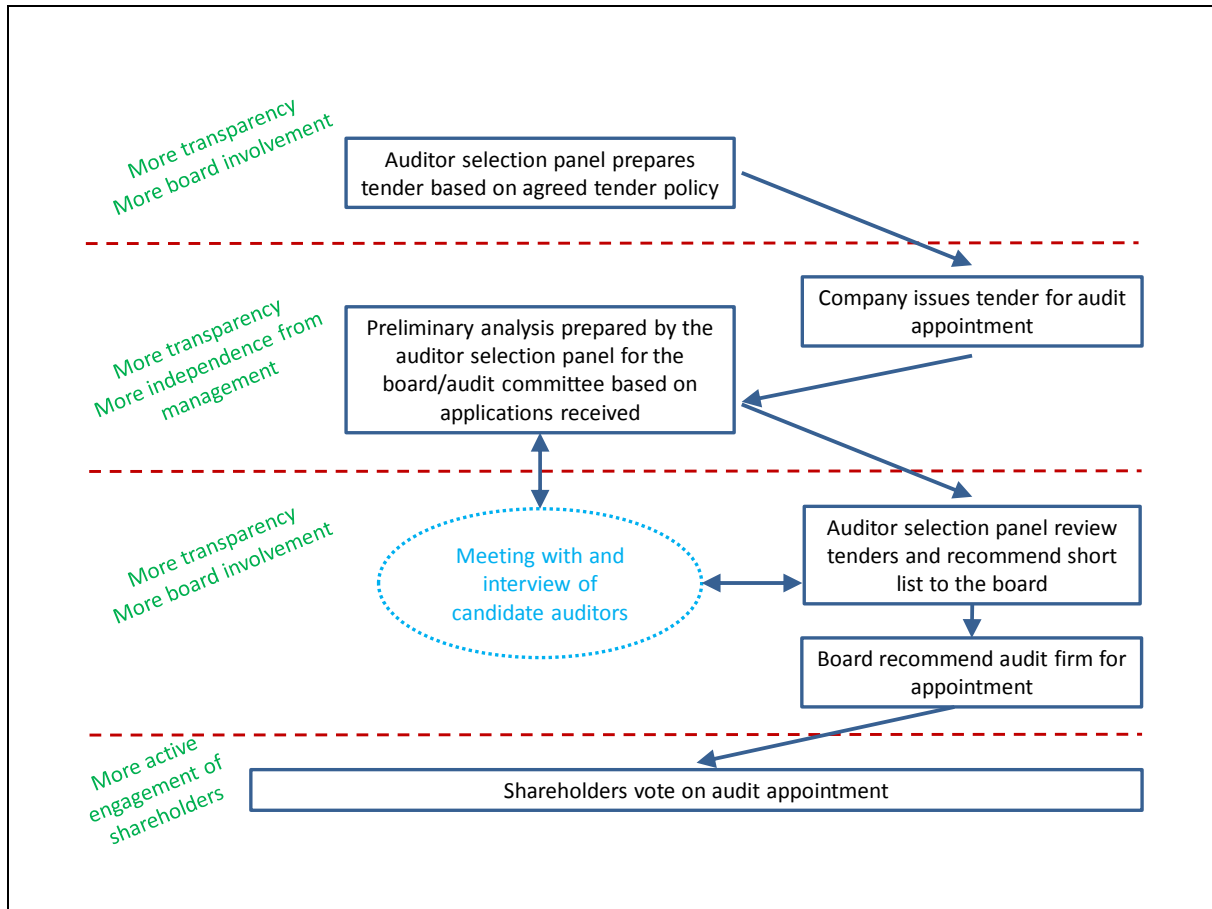 More transparency
More board involvement
Auditor selection panel prepares
tender based on agreed tender policy
Company issues tender for audit
appointment
More transparency
More independence from
management
Preliminary analysis prepared by the
auditor selection panel for the
board/audit committee based on
applications received
More transparency
More board involvement
Meeting with and
interview of
candidate auditors
Auditor selection panel review
tenders and recommend short
list to the board
Board recommend audit firm for
appointment
More active
engagement of
shareholders
Shareholders vote on audit appointment